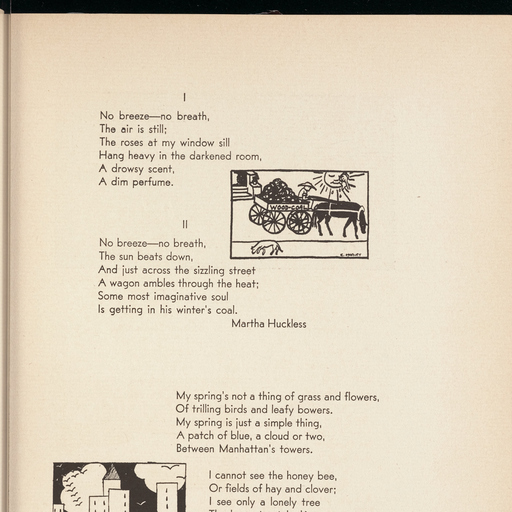 I
No breeze—no breath,
The air is still;
The roses at my window sill
Hang heavy in the darkened room,
A drowsy scent,
A dim perfume.
WOOD-COAL
II
No breeze—no breath,
The sun beats down,
And just across the sizzling street
A wagon ambles through the heat;
Some most imaginative soul
Is getting in his winter's coal.
Martha Huckless
My spring's not a thing of grass and flowers,
Of trilling birds and leafy bowers.
My spring is just a simple thing,
A patch of blue, a cloud or two,
Between Manhattan's towers.
I cannot see the honey bee,
Or fields of hay and clover;
I see only a lonely tree